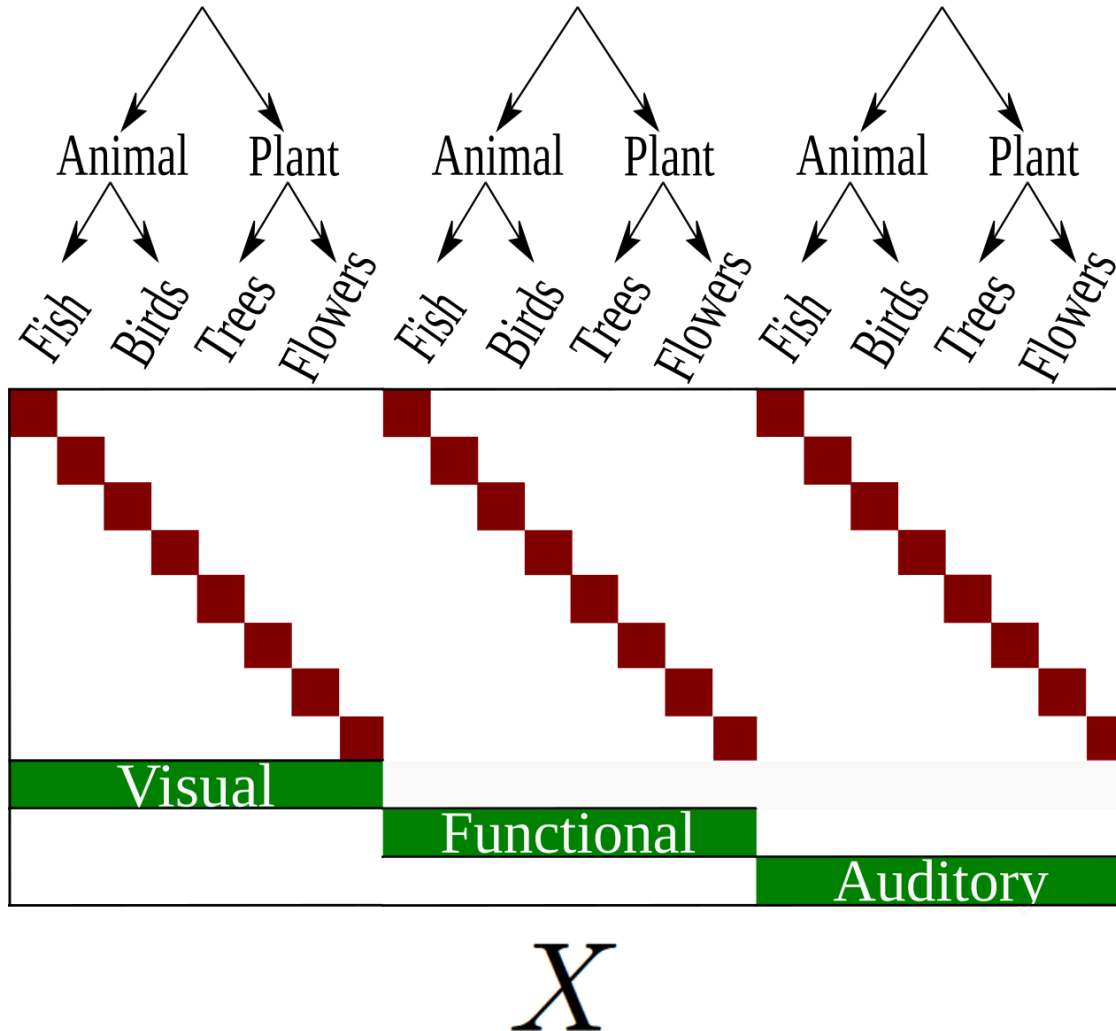 Animal Plant Animal Plant Animal Plant
Fish Birds Trees Flowers Fish Birds Trees Flowers Fish Birds Trees Flowers
Visual
Functional
Auditory
X